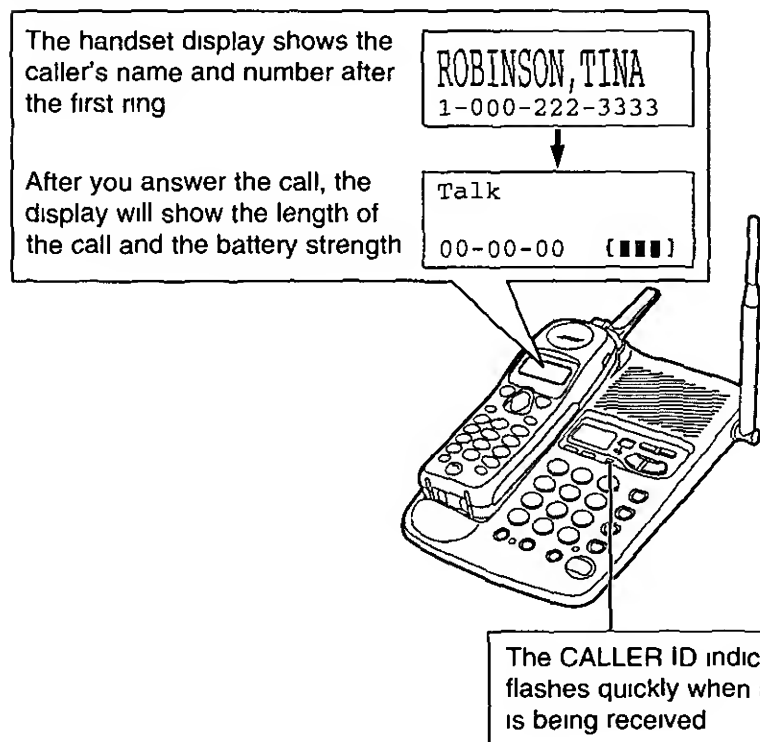 The handset display shows the
caller's name and number after
the first ring
ROBINSON,TINA
1-000-222-3333
After you answer the call, the
display will show the length of
the call and the battery strength
Talk
00-00-00 [▮▮▮]
The CALLER ID indic
flashes quickly when
is being received